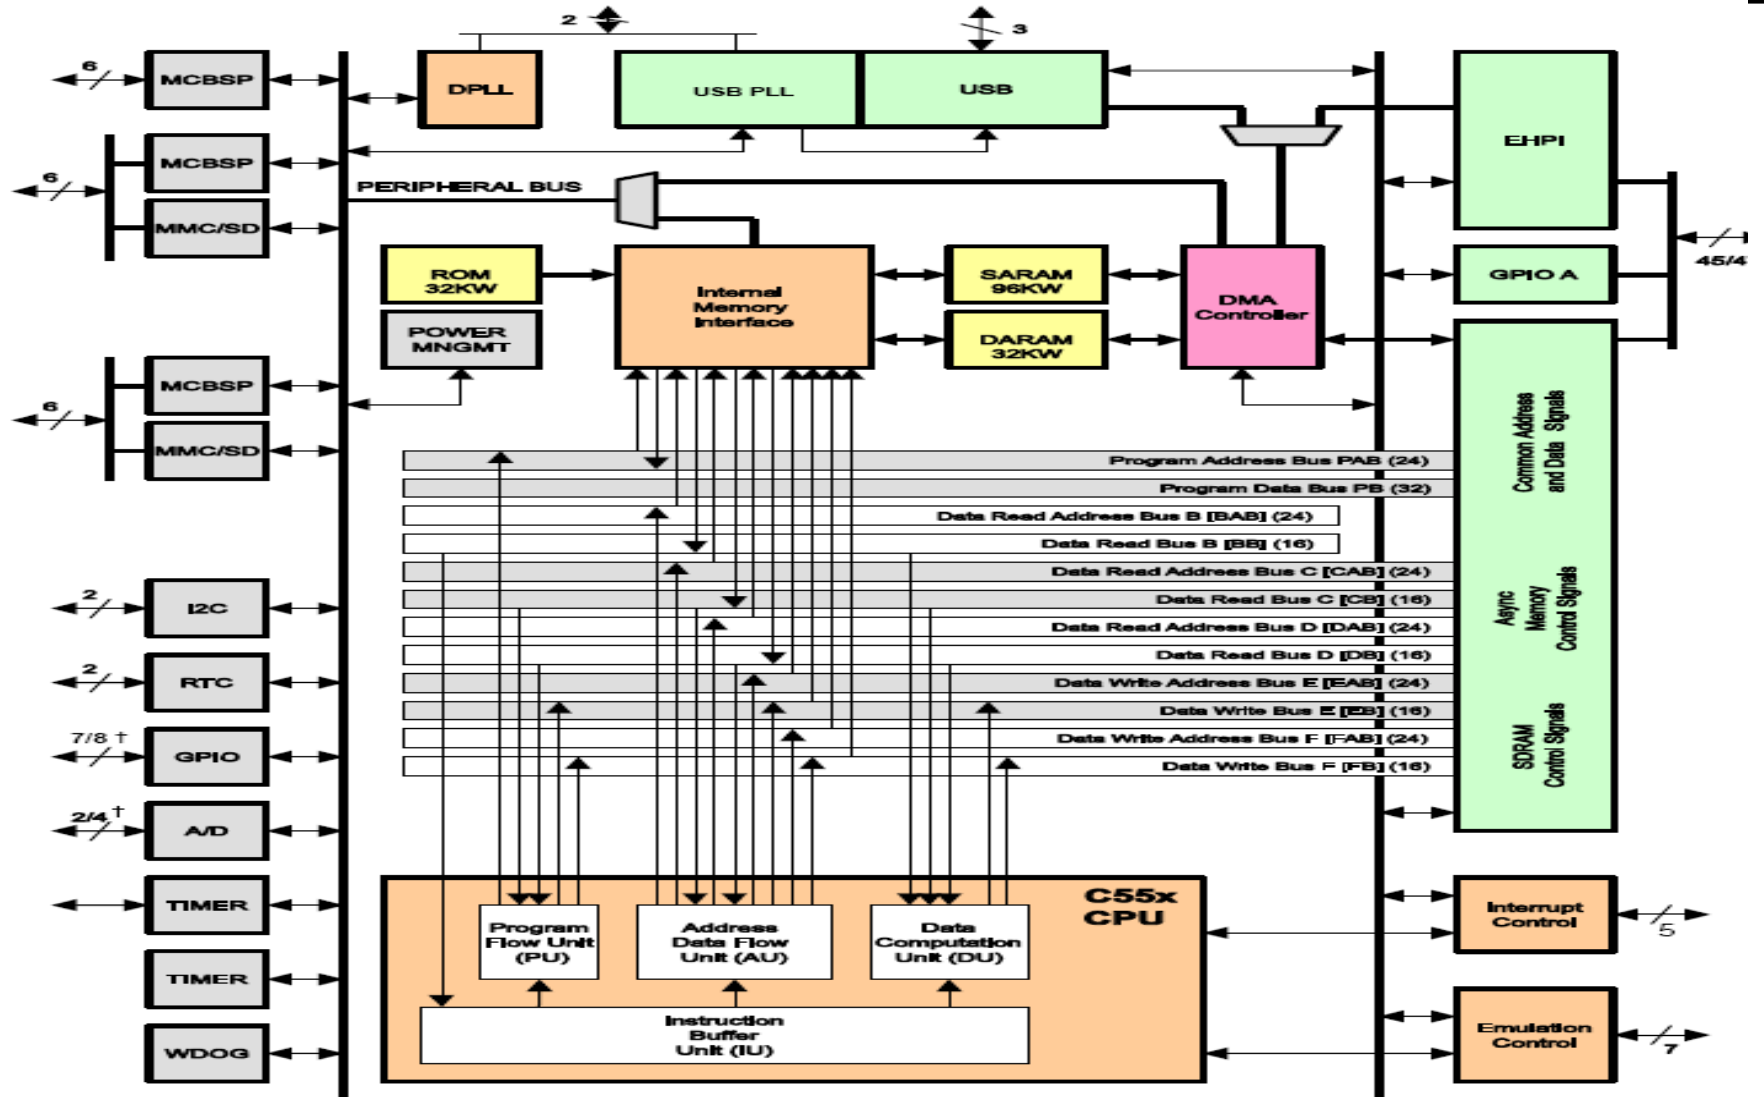 2
3
6
MCBSP
DPLL
USB PLL
USB
EHPI
MCBSP
6
MMC/SD
PERIPHERAL BUS
ROM
32KW
Internal
Memory
Interface
SARAM
96KW
DMA
Controller
GPIO A
45/4
POWER
MNGMT
DARAM
32KW
MCBSP
6
MMC/SD
Common Address
and Data Signals
Program Address Bus PAB (24)
Program Data Bus PB (32)
Data Read Address Bus B [BAB] (24)
Data Read Bus B [BB] (16)
Data Read Address Bus C [CAB] (24)
Data Read Bus C [CB] (16)
Data Read Address Bus D [DAB] (24)
Data Read Bus D [DB] (16)
Data Write Address Bus E [EAB] (24)
Data Write Bus E [EB] (16)
Data Write Address Bus F [FAB] (24)
Data Write Bus F [FB] (16)
Async
Memory
Control Signals
SDRAM
Control Signals
2
I2C
2
RTC
7/8 †
GPIO
2/4 †
A/D
TIMER
TIMER
WDOG
C55x
CPU
Program
Flow Unit
(PU)
Address
Data Flow
Unit (AU)
Data
Computation
Unit (DU)
Instruction
Buffer
Unit (IU)
Interrupt
Control
5
Emulation
Control
7